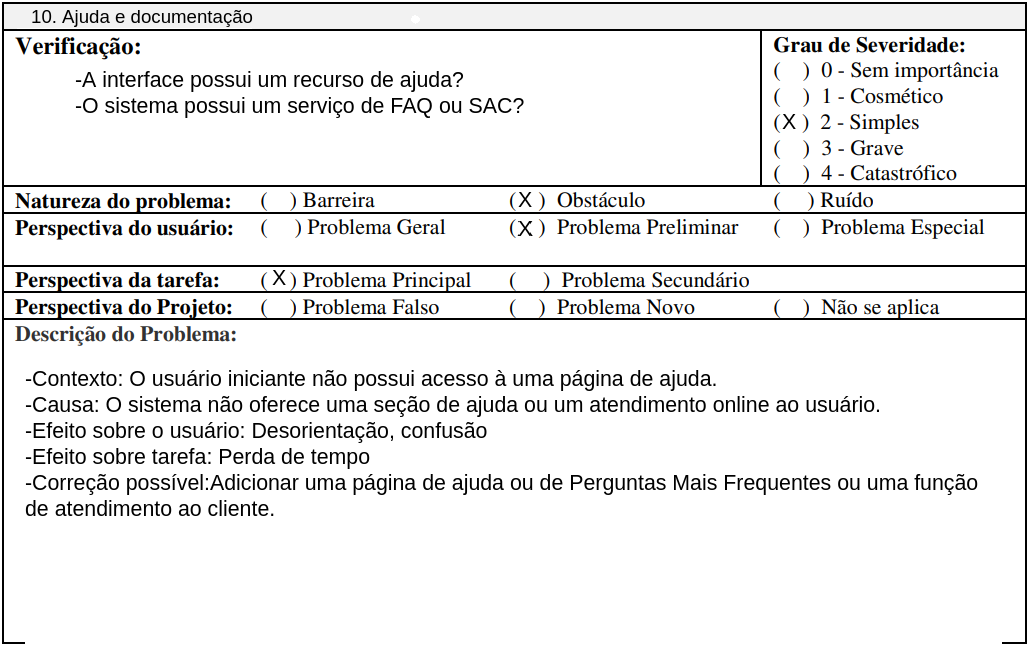 10. Ajuda e documentação
Verificação:
-A interface possui um recurso de ajuda?
-O sistema possui um serviço de FAQ ou SAC?
Grau de Severidade:
( ) 0 - Sem importância
( ) 1 - Cosmético
(X ) 2 - Simples
( ) 3 - Grave
( ) 4 - Catastrófico
Natureza do problema: ( ) Barreira (X ) Obstáculo ( ) Ruído
Perspectiva do usuário: ( ) Problema Geral (X ) Problema Preliminar ( ) Problema Especial
Perspectiva da tarefa: (X ) Problema Principal ( ) Problema Secundário
Perspectiva do Projeto: ( ) Problema Falso ( ) Problema Novo ( ) Não se aplica
Descrição do Problema:
-Contexto: O usuário iniciante não possui acesso à uma página de ajuda.
-Causa: O sistema não oferece uma seção de ajuda ou um atendimento online ao usuário.
-Efeito sobre o usuário: Desorientação, confusão
-Efeito sobre tarefa: Perda de tempo
-Correção possível:Adicionar uma página de ajuda ou de Perguntas Mais Frequentes ou uma função
de atendimento ao cliente.